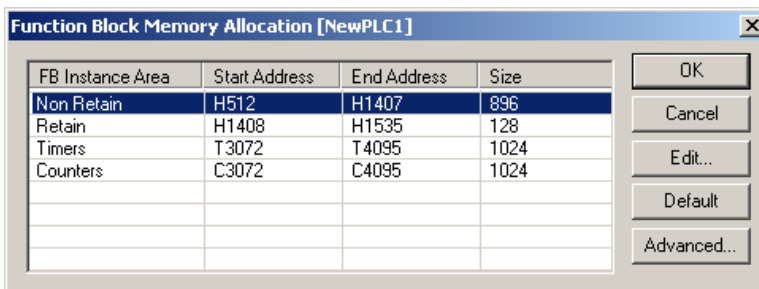 Function Block Memory Allocation [NewPLC1]
FB Instance Area Start Address End Address Size
Non Retain H512 H1407 896
Retain H1408 H1535 128
Timers T3072 T4095 1024
Counters C3072 C4095 1024
OK
Cancel
Edit...
Default
Advanced...